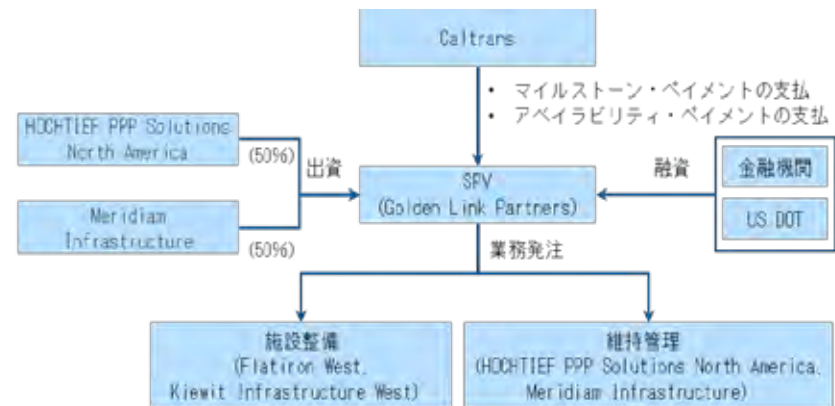 Caltrans
• マイルストーン・ペイメントの支払
• アベイラビリティ・ペイメントの支払
HOCHTIEF PPP Solutions
North America
(50%)
出資
Meridiam
Infrastructure
(50%)
SPV
(Golden Link Partners)
融資
金融機関
US DOT
業務発注
施設整備
(Flatiron West,
Kiewit Infrastructure West)
維持管理
(HOCHTIEF PPP Solutions North America,
Meridiam Infrastructure)